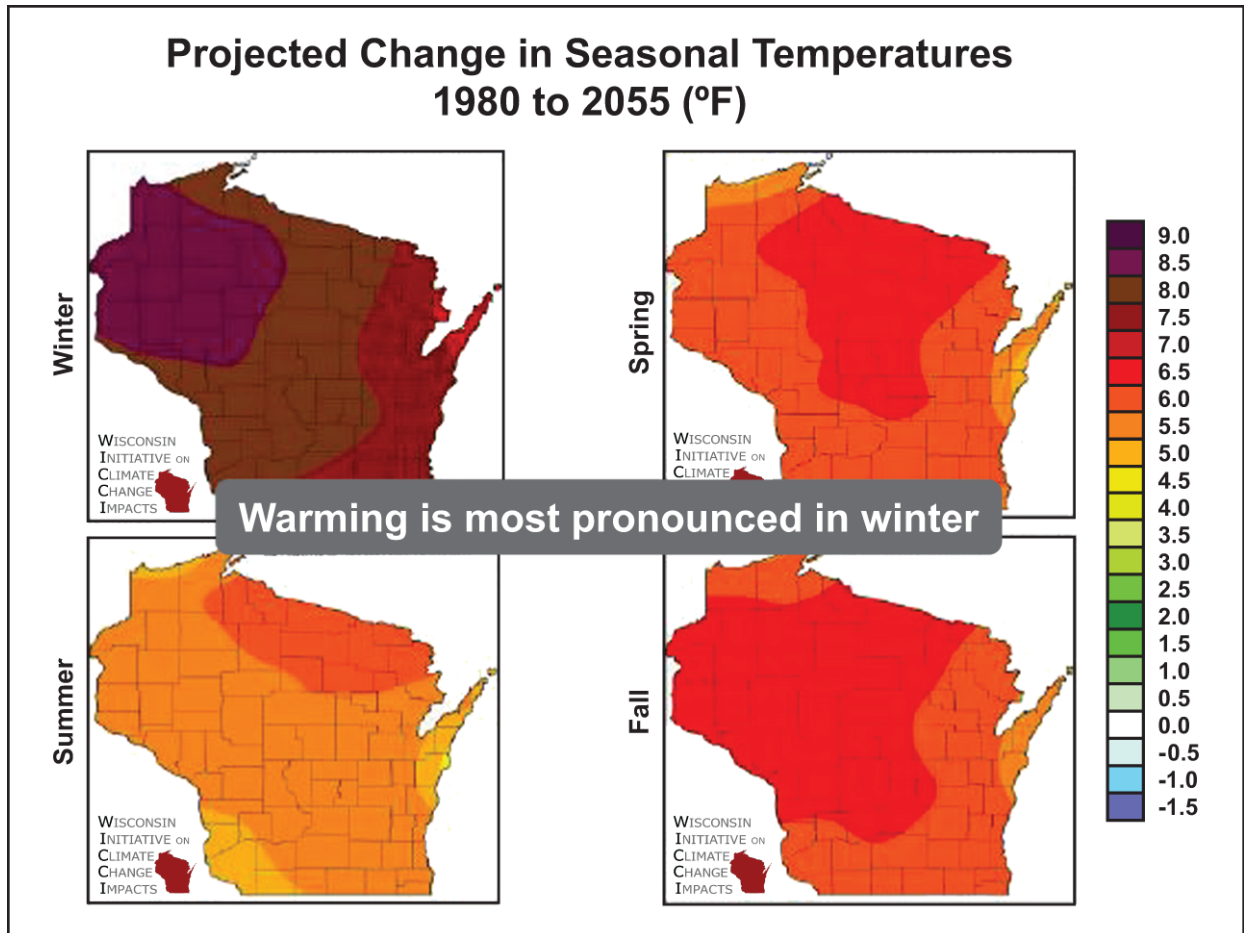 Projected Change in Seasonal Temperatures
1980 to 2055 (ºF)
Winter
WISCONSIN
INITIATIVE ON
CLIMATE
CHANGE
IMPACTS
Spring
WISCONSIN
INITIATIVE ON
CLIMATE
Warming is most pronounced in winter
Summer
WISCONSIN
INITIATIVE ON
CLIMATE
CHANGE
IMPACTS
Fall
WISCONSIN
INITIATIVE ON
CLIMATE
CHANGE
IMPACTS
9.0
8.5
8.0
7.5
7.0
6.5
6.0
5.5
5.0
4.5
4.0
3.5
3.0
2.5
2.0
1.5
1.0
0.5
0.0
-0.5
-1.0
-1.5